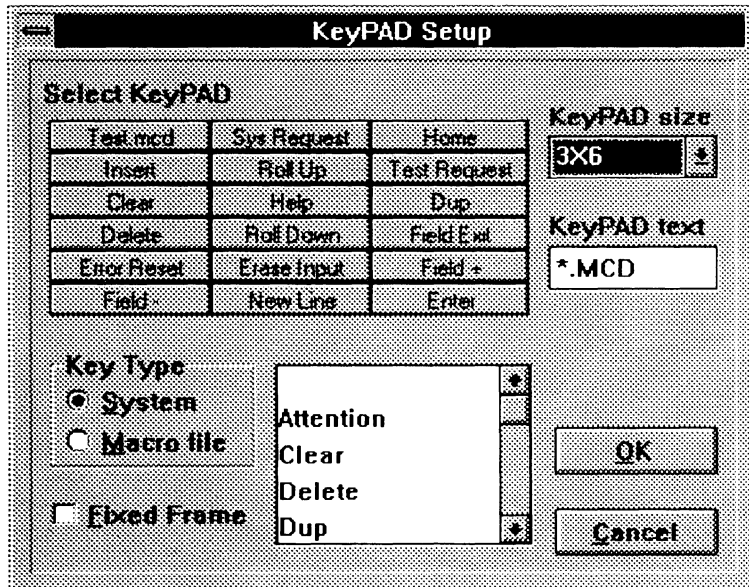 KeyPAD Setup
Select KeyPAD
Test.mcd Sys Request Home
Insert Roll Up Test Request
Clear Help Dup
Delete Roll Down Field Exit
Error Reset Erase Input Field +
Field - New Line Enter
KeyPAD size
3X6
KeyPAD text
*.MCD
Key Type
System
Macro file
Fixed Frame
Attention
Clear
Delete
Dup
OK
Cancel